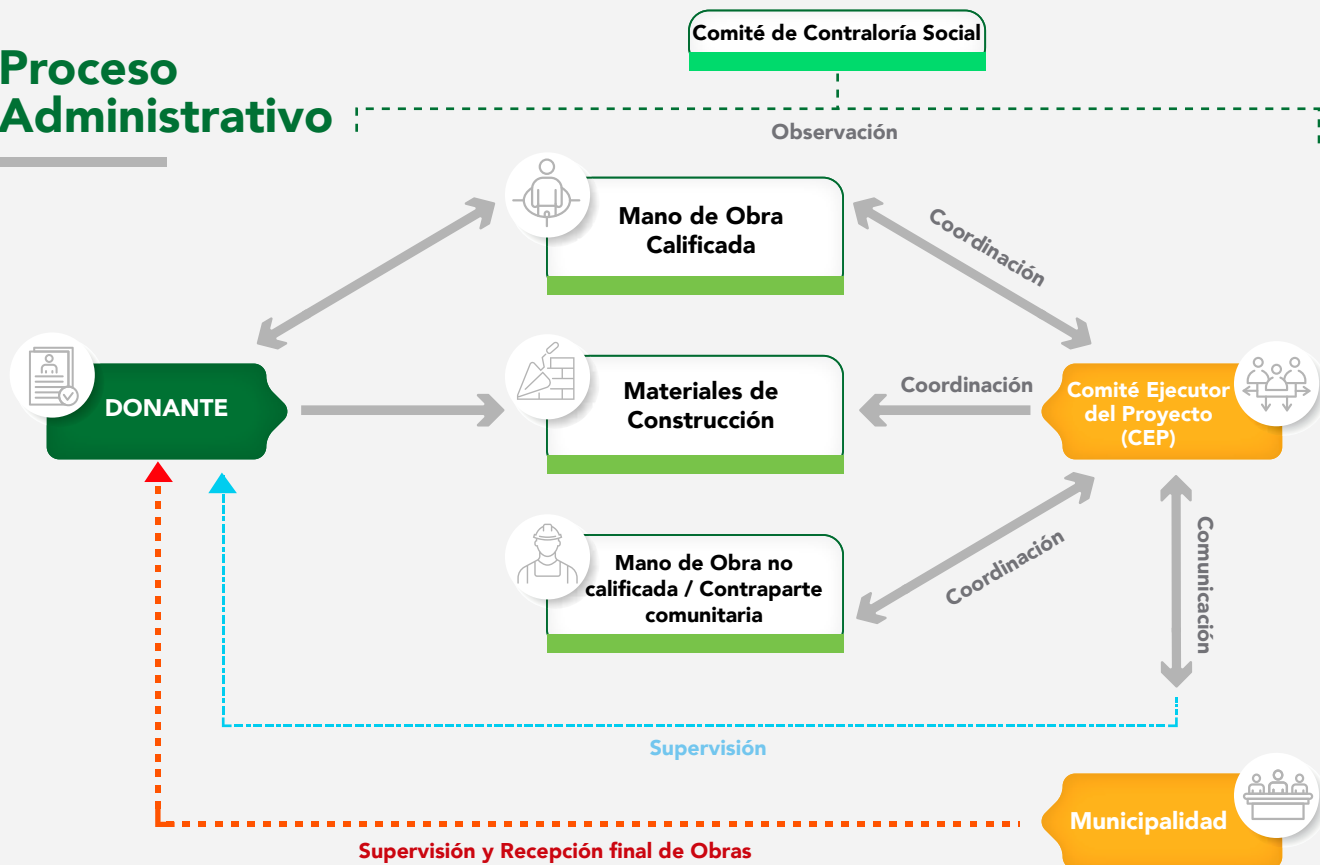 Proceso
Administrativo
Comité de Contraloría Social
Observación
Mano de Obra
Calificada
Coordinación
DONANTE
Materiales de
Construcción
Coordinación
Comité Ejecutor
del Proyecto
(CEP)
Mano de Obra no
calificada / Contraparte
comunitaria
Coordinación
Comunicación
Supervisión
Municipalidad
Supervisión y Recepción final de Obras